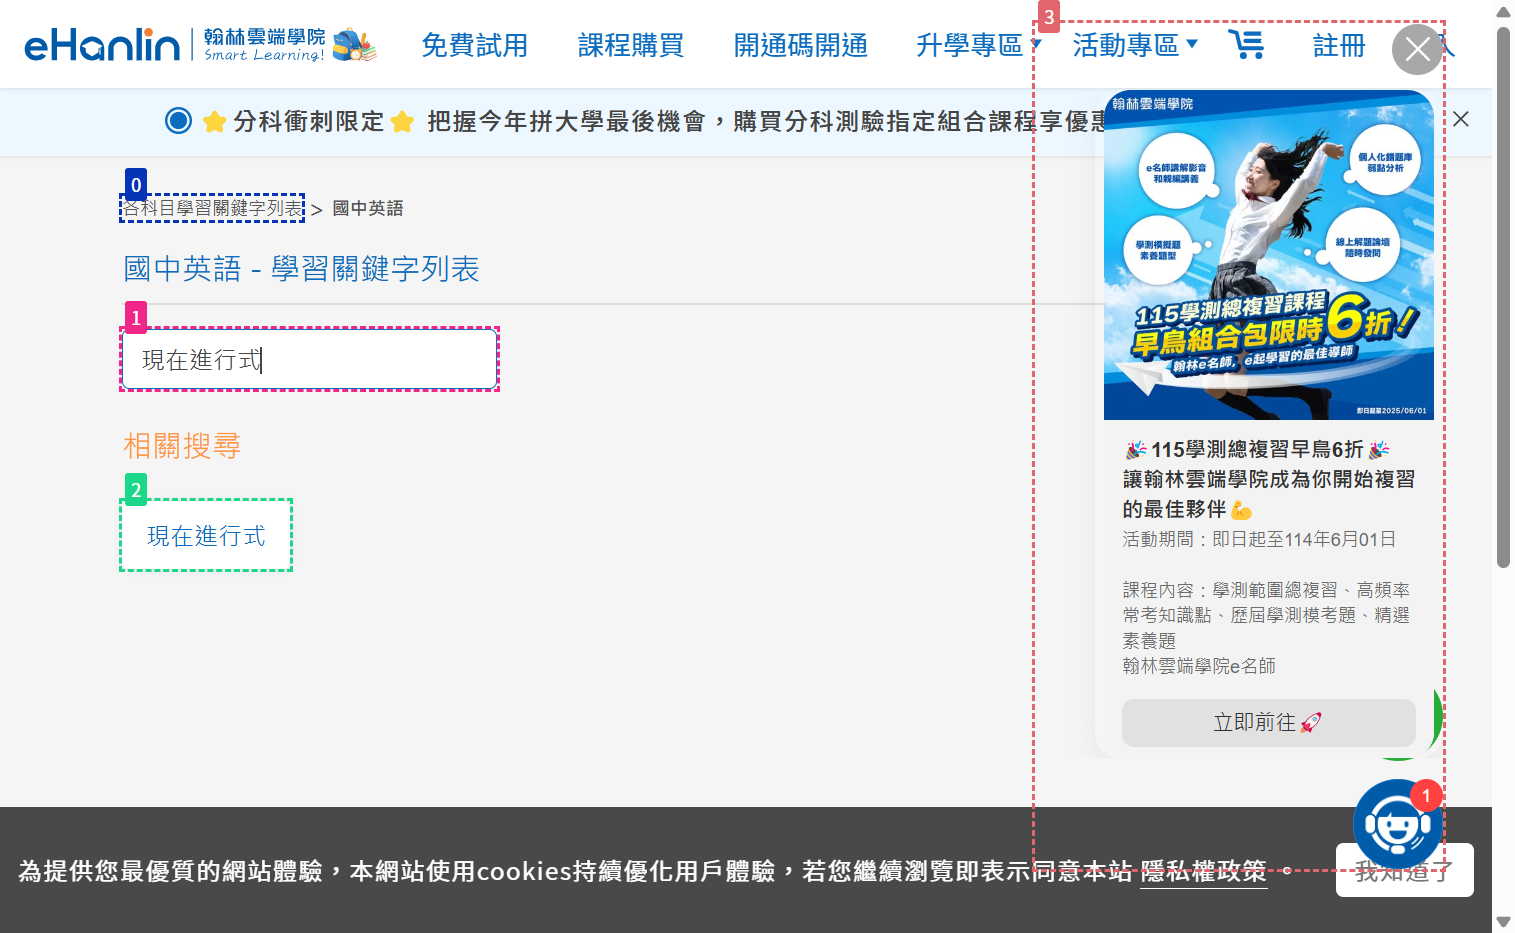 eHanlin 翰林雲端學院 Smart Learning!
免費試用 課程購買 開通碼開通 升學專區 活動專區 註冊
分科衝刺限定 把握今年拼大學最後機會，購買分科測驗指定組合課程享優惠
0
各科目學習關鍵字列表 > 國中英語
國中英語 - 學習關鍵字列表
1
現在進行式
相關搜尋
2
現在進行式
3
翰林雲端學院
e名師講解影音
和親編講義
個人化錯題庫
弱點分析
學測模擬題
素養題型
線上解題論壇
隨時發問
115學測總複習課程
早鳥組合包限時6折！
翰林e名師，e起學習的最佳導師
即日起至2025/06/01
115學測總複習早鳥6折
讓翰林雲端學院成為你開始複習
的最佳夥伴
活動期間：即日起至114年6月01日
課程內容：學測範圍總複習、高頻率
常考知識點、歷屆學測模考題、精選
素養題
翰林雲端學院e名師
立即前往
1
為提供您最優質的網站體驗，本網站使用cookies持續優化用戶體驗，若您繼續瀏覽即表示同意本站 隱私權政策 。
我知道了